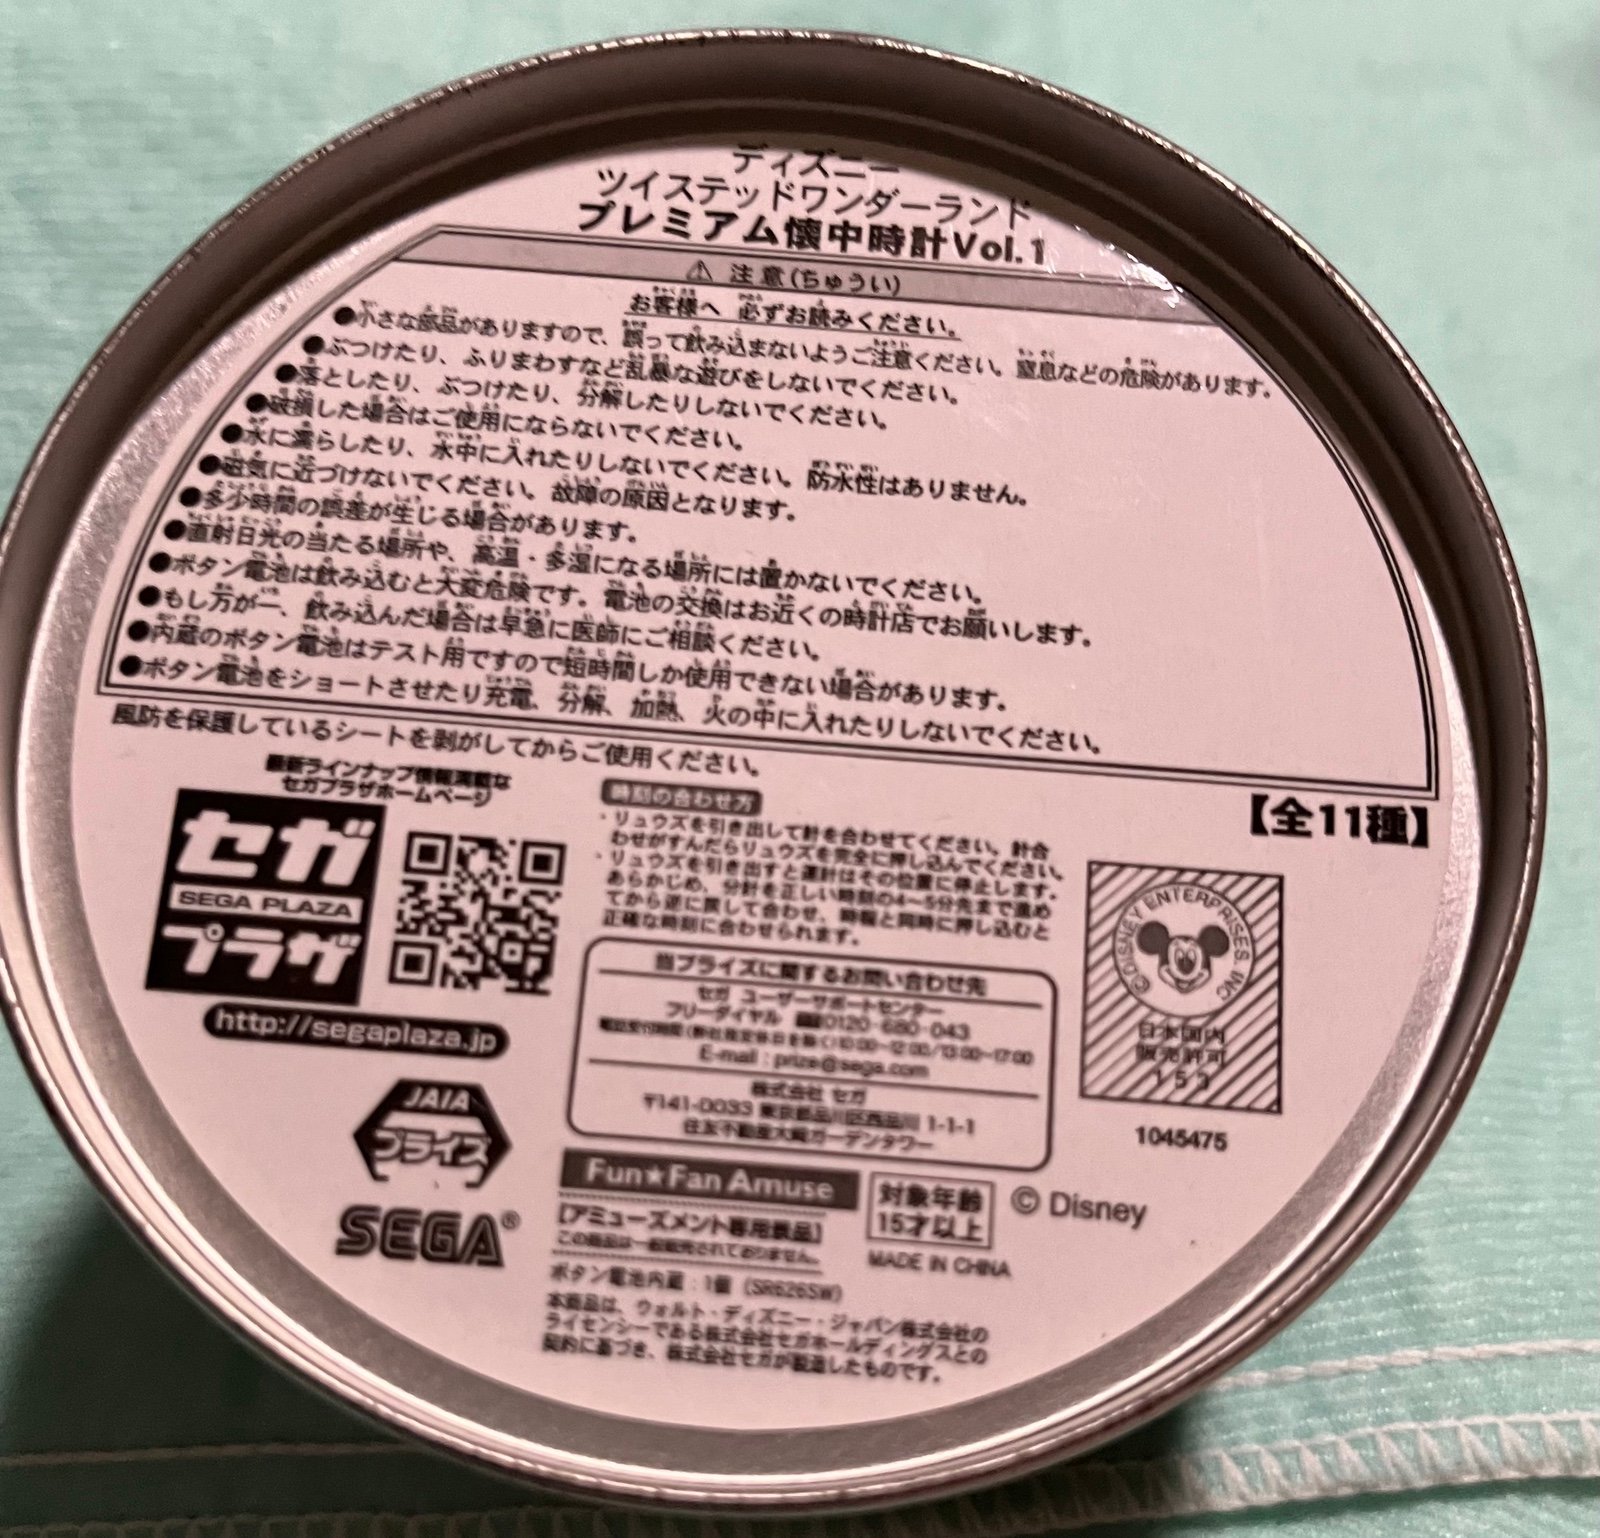 ディズニー
ツイステッドワンダーランド
プレミアム懐中時計Vol.1
⚠ 注意(ちゅうい)
お客様へ 必ずお読みください。
●小さな部品がありますので、誤って飲み込まないようご注意ください。窒息などの危険があります。
●ぶつけたり、ふりまわすなど乱暴な遊びをしないでください。
●落としたり、ぶつけたり、分解したりしないでください。
●破損した場合はご使用にならないでください。
●水に濡らしたり、水中に入れたりしないでください。防水性はありません。
●磁気に近づけないでください。故障の原因となります。
●多少時間の誤差が生じる場合があります。
●直射日光の当たる場所や、高温・多湿になる場所には置かないでください。
●ボタン電池は飲み込むと大変危険です。電池の交換はお近くの時計店でお願いします。
●もし万が一、飲み込んだ場合は早急に医師にご相談ください。
●内蔵のボタン電池はテスト用ですので短時間しか使用できない場合があります。
●ボタン電池をショートさせたり充電、分解、加熱、火の中に入れたりしないでください。
風防を保護しているシートを剥がしてからご使用ください。
【全11種】
最新ラインナップ情報満載な
セガプラザホームページ
セガ
SEGA PLAZA
プラザ
http://segaplaza.jp
時刻の合わせ方
・リュウズを引き出して針を合わせてください。針合
わせがすんだらリュウズを完全に押し込んでください。
・リュウズを引き出すと運針はその位置に停止します。
あらかじめ、分針を正しい時刻の4~5分先まで進め
てから逆に戻して合わせ、時報と同時に押し込むと
正確な時刻に合わせられます。
当プライズに関するお問い合わせ先
セガ ユーザーサポートセンター
フリーダイヤル 0120-680-043
電話受付時間(弊社指定休日を除く)10:00~12:00/13:00~17:00
E-mail : prize@sega.com
株式会社 セガ
〒141-0033 東京都品川区西品川 1-1-1
住友不動産大崎ガーデンタワー
©DISNEY ENTERPRISES, INC
日本国内
販売許可
153
1045475
JAIA
プライズ
SEGA®
Fun★Fan Amuse
【アミューズメント専用景品】
この商品は一般販売されておりません。
対象年齢
15才以上
© Disney
MADE IN CHINA
ボタン電池内蔵:1個 (SR626SW)
本商品は、ウォルト・ディズニー・ジャパン株式会社の
ライセンシーである株式会社セガホールディングスとの
契約に基づき、株式会社セガが製造したものです。